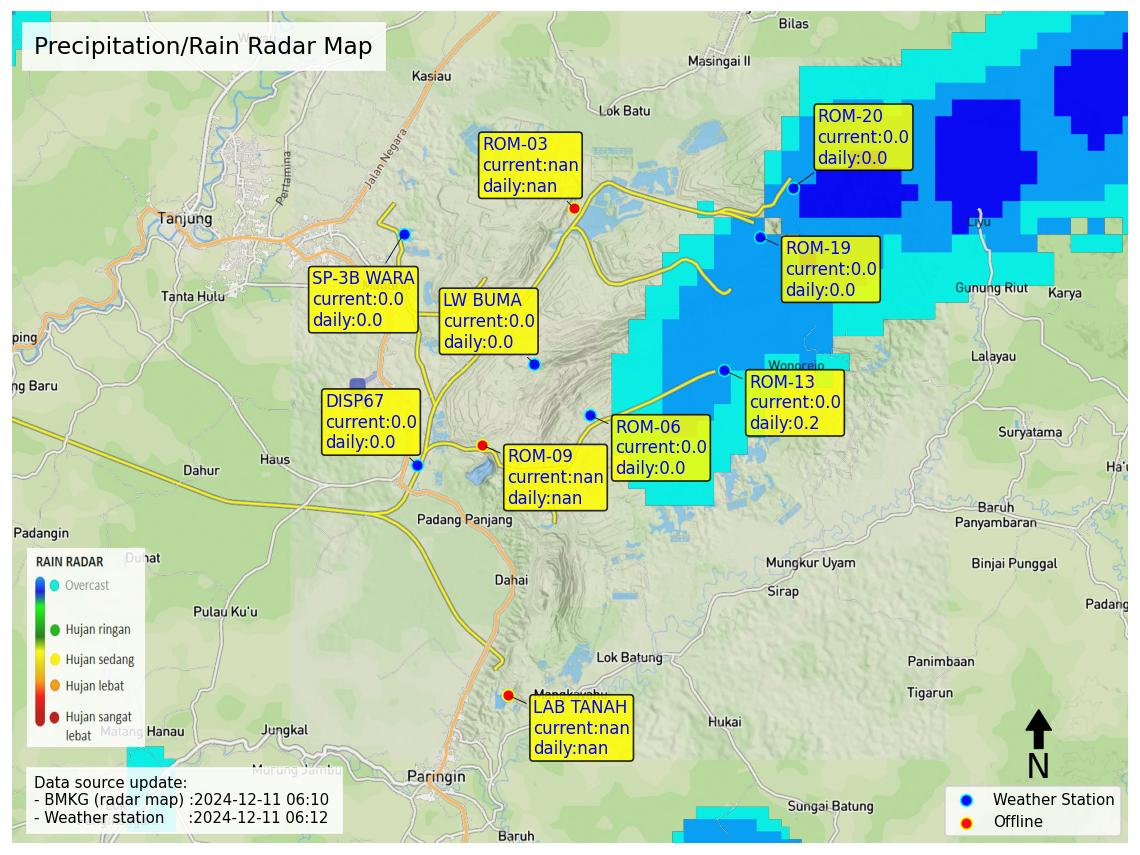 Precipitation/Rain Radar Map
Bilas
Masingai II
Kasiau
Lok Batu
Jalan Negara
Pertamina
Tanjung
Tanta Hulu
ROM-20
current:0.0
daily:0.0
ROM-03
current:nan
daily:nan
ROM-19
current:0.0
daily:0.0
SP-3B WARA
current:0.0
daily:0.0
LW BUMA
current:0.0
daily:0.0
Liyu
Gunung Riut
Karya
ping
ng Baru
Lalayau
Wonorejo
ROM-13
current:0.0
daily:0.2
DISP67
current:0.0
daily:0.0
ROM-06
current:0.0
daily:0.0
ROM-09
current:nan
daily:nan
Suryatama
Ha'u
Haus
Dahur
Padang Panjang
Baruh
Panyambaran
Padangin
Duhat
Mungkur Uyam
Binjai Punggal
Dahai
Sirap
Padang
Pulau Ku'u
RAIN RADAR
Overcast
Hujan ringan
Hujan sedang
Hujan lebat
Hujan sangat
lebat
Lok Batung
Panimbaan
Tigarun
LAB TANAH
current:nan
daily:nan
Hukai
Matang Hanau
Jungkal
Murung Jambu
Paringin
Sungai Batung
Baruh
Data source update:
- BMKG (radar map) :2024-12-11 06:10
- Weather station :2024-12-11 06:12
N
Weather Station
Offline